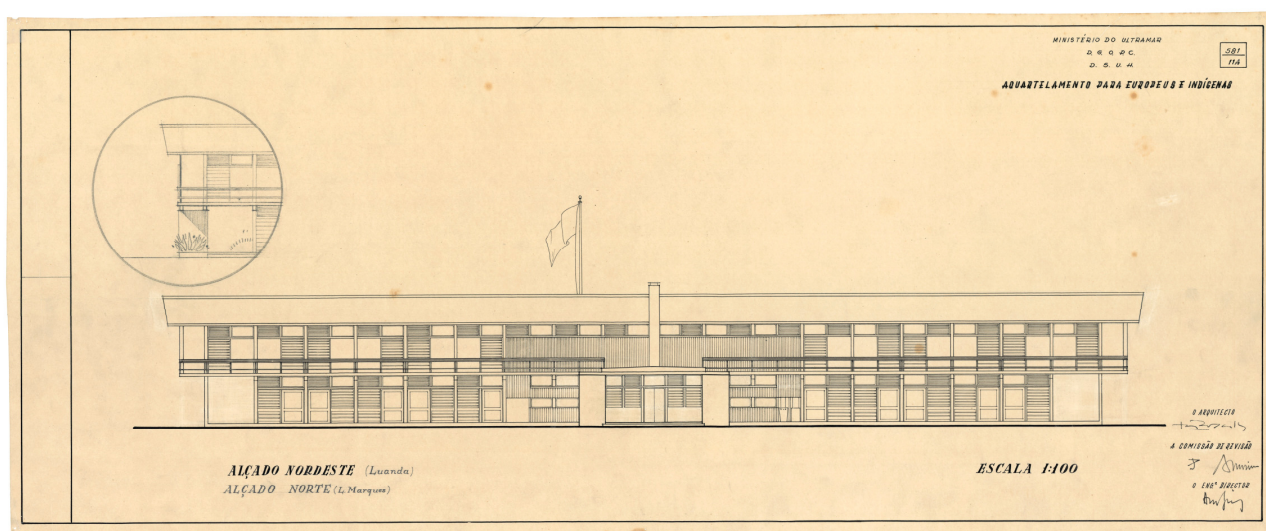 MINISTÉRIO DO ULTRAMAR
D. G. O. P. C.
D. S. U. H.
AQUARTELAMENTO PARA EUROPEUS E INDÍGENAS
581
11A
ALÇADO NORDESTE (Luanda)
ALÇADO NORTE (L. Marques)
ESCALA 1:100
O ARQUITECTO
A COMISSÃO DE REVISÃO
O ENGº DIRECTOR